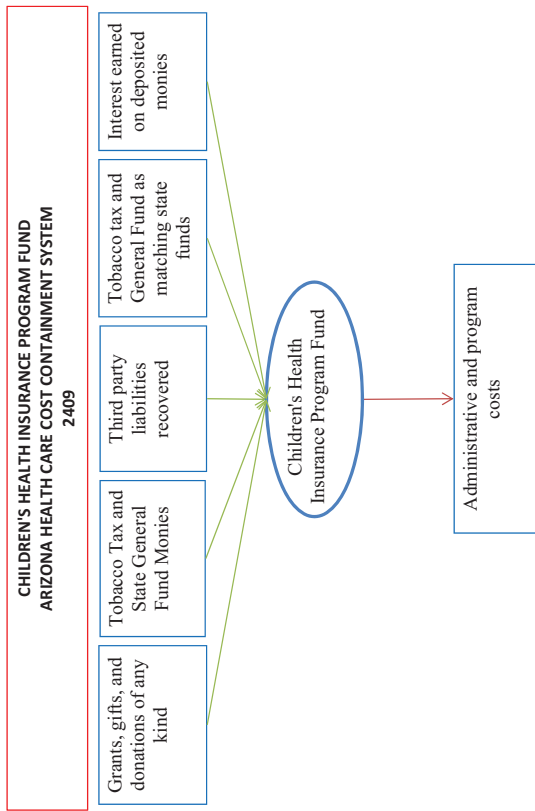 CHILDREN'S HEALTH INSURANCE PROGRAM FUND
ARIZONA HEALTH CARE COST CONTAINMENT SYSTEM
2409
Grants, gifts, and
donations of any
kind
Tobacco Tax and
State General
Fund Monies
Third party
liabilities
recovered
Tobacco tax and
General Fund as
matching state
funds
Interest earned
on deposited
monies
Children's Health
Insurance Program Fund
Administrative and program
costs